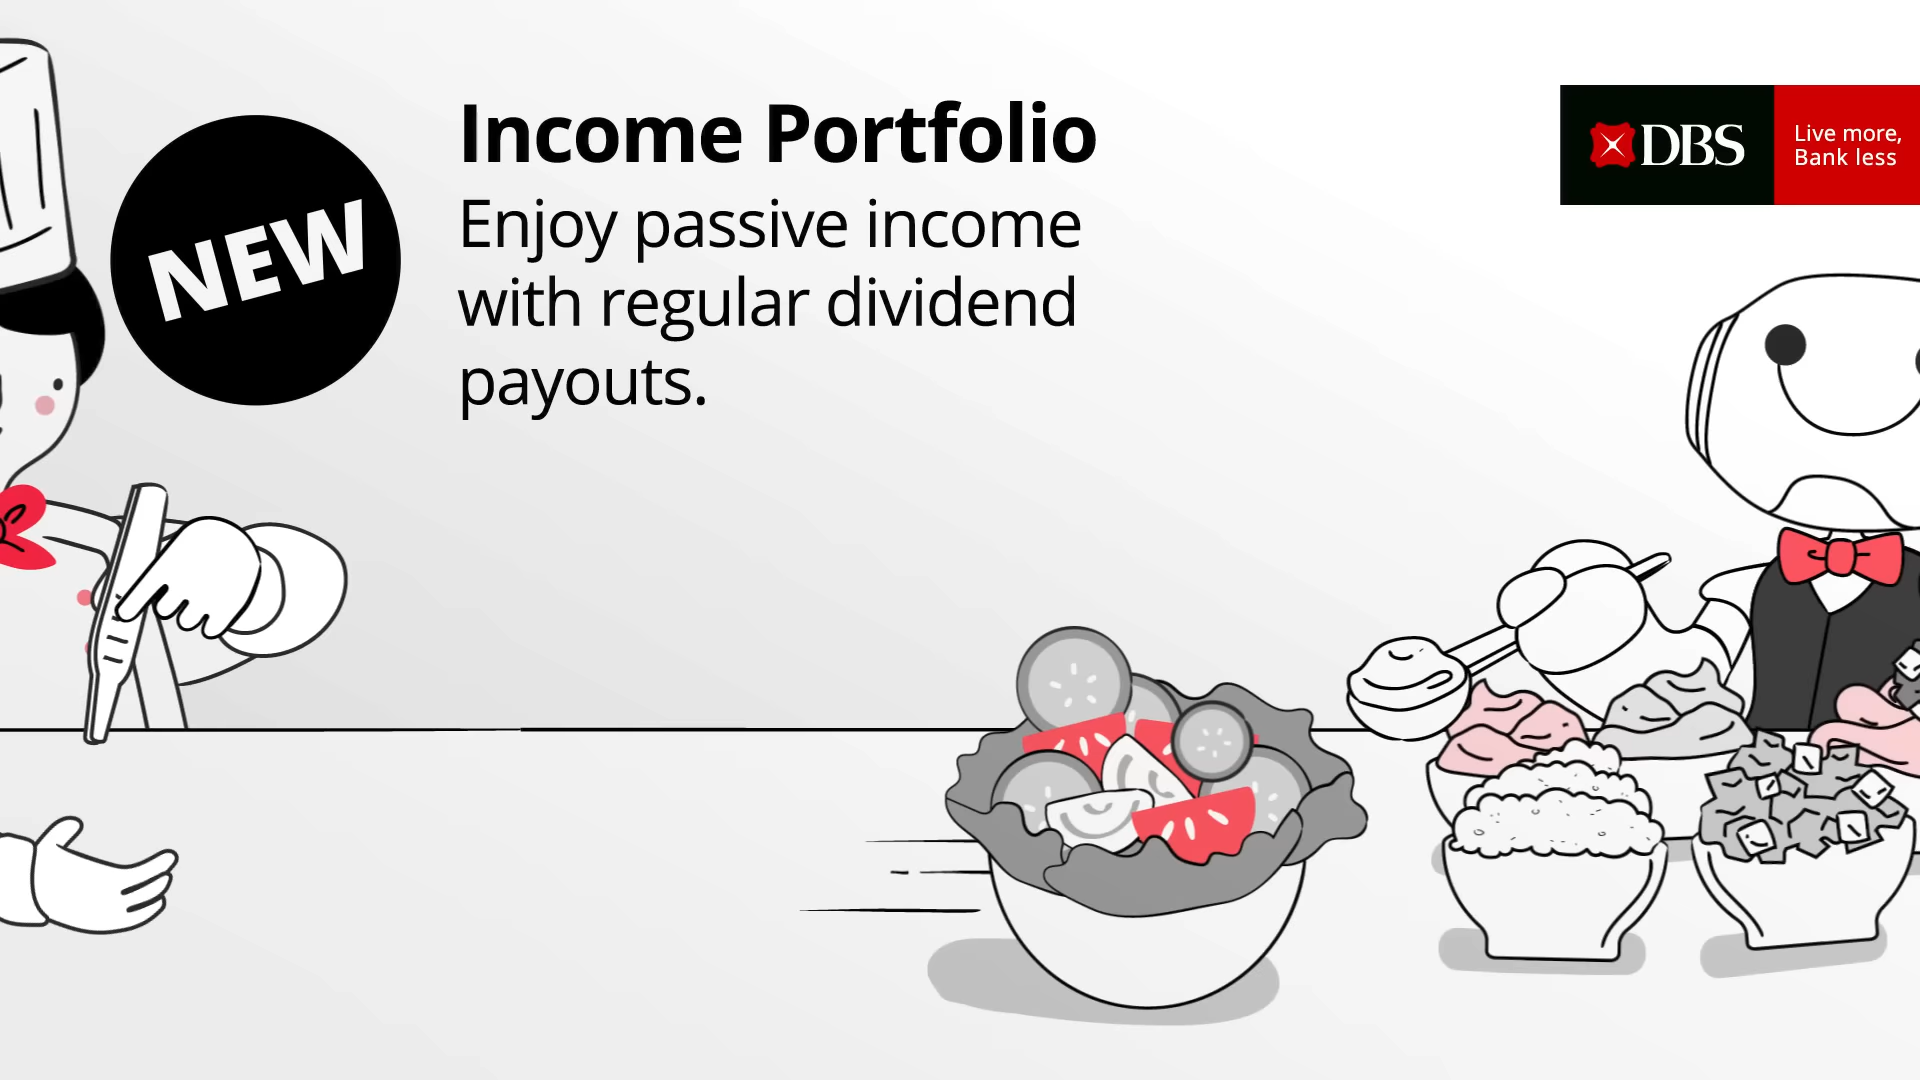 NEW
Income Portfolio
Enjoy passive income
with regular dividend
payouts.
DBS
Live more,
Bank less